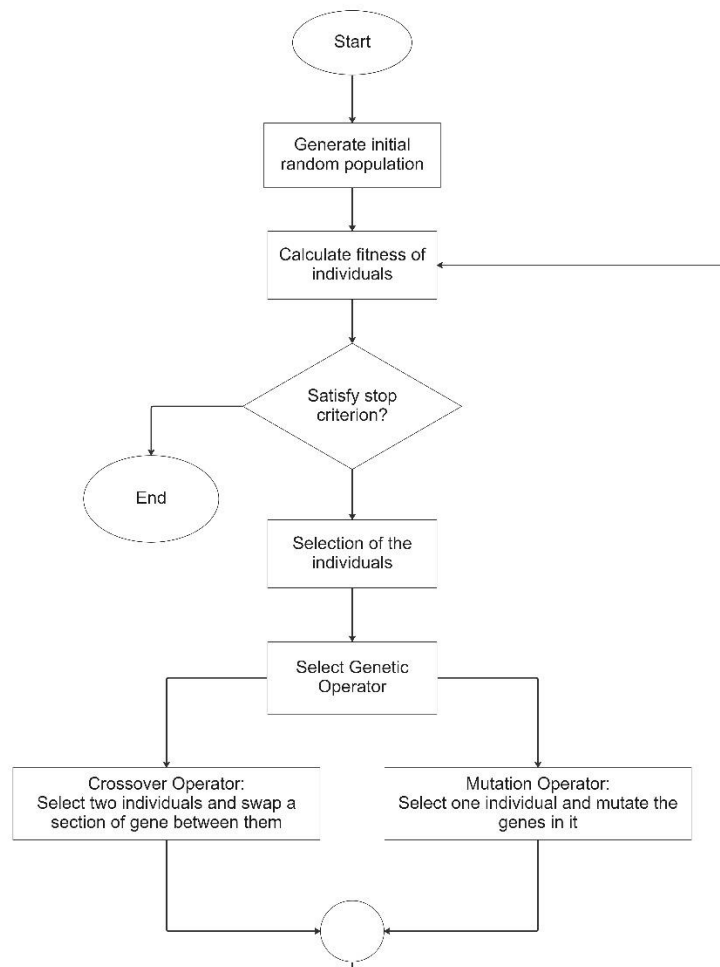 Start
Generate initial
random population
Calculate fitness of
individuals
Satisfy stop
criterion?
End
Selection of the
individuals
Select Genetic
Operator
Crossover Operator:
Select two individuals and swap a
section of gene between them
Mutation Operator:
Select one individual and mutate the
genes in it